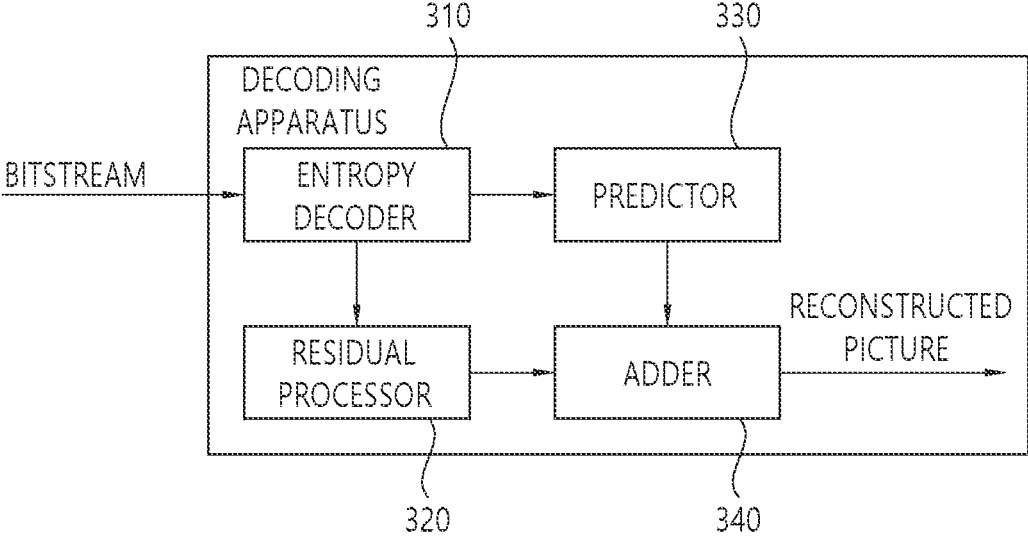 310
330
DECODING
APPARATUS
BITSTREAM
ENTROPY
DECODER
PREDICTOR
RECONSTRUCTED
PICTURE
RESIDUAL
PROCESSOR
ADDER
320
340